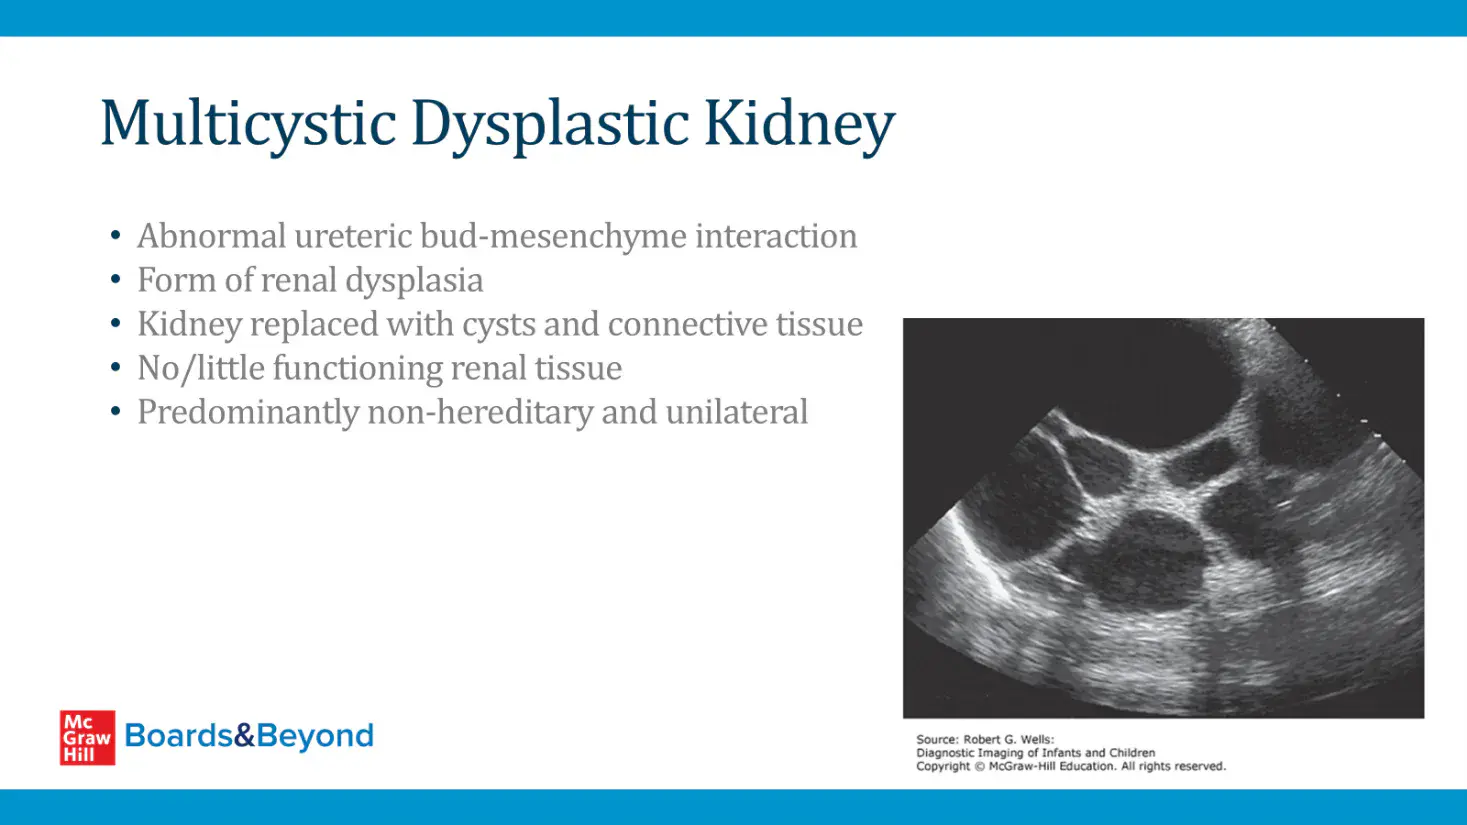 Multicystic Dysplastic Kidney
• Abnormal ureteric bud-mesenchyme interaction
• Form of renal dysplasia
• Kidney replaced with cysts and connective tissue
• No/little functioning renal tissue
• Predominantly non-hereditary and unilateral
Mc
Graw
Hill
Boards&Beyond
Source: Robert G. Wells:
Diagnostic Imaging of Infants and Children
Copyright © McGraw-Hill Education. All rights reserved.